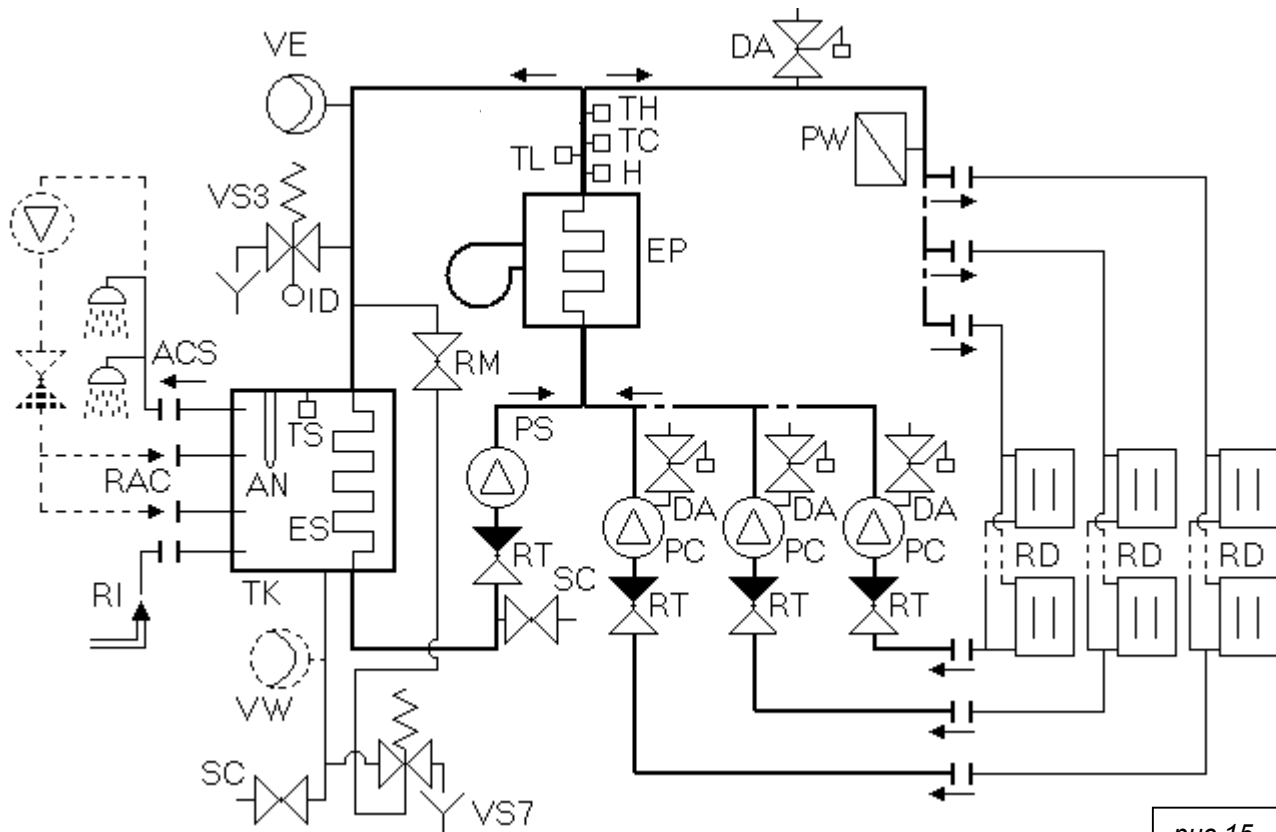 VE
DA
TH
TC
TL
H
PW
VS3
EP
ID
RM
ACS
PS
TS
RAC
AN
ES
DA
DA
DA
PC
PC
PC
RT
SC
RD
RD
RD
RI
TK
RT
RT
RT
VW
SC
VS7
рис.15